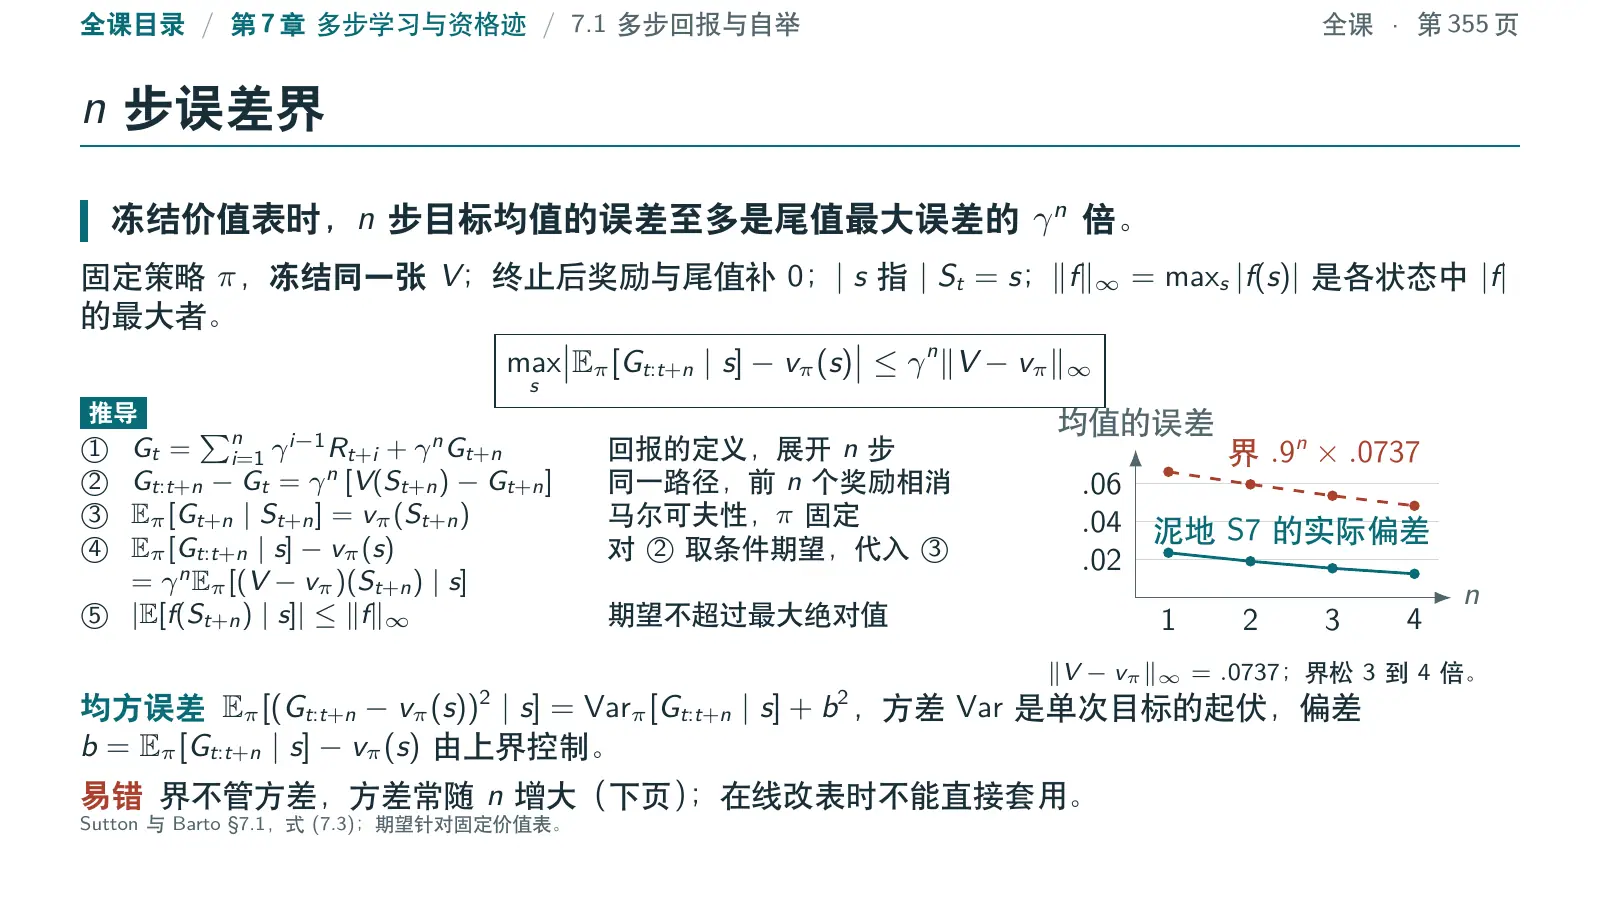 全课目录 / 第 7 章 多步学习与资格迹 / 7.1 多步回报与自举
全课 · 第 355 页
n 步误差界
冻结价值表时，n 步目标均值的误差至多是尾值最大误差的 γⁿ 倍。
固定策略 π，冻结同一张 V；终止后奖励与尾值补 0；| s 指 | S_t = s；‖f‖_∞ = max_s |f(s)| 是各状态中 |f|
的最大者。
max_s |𝔼_π[G_{t:t+n} | s] − v_π(s)| ≤ γⁿ‖V − v_π‖_∞
推导
① G_t = ∑_{i=1}^{n} γ^{i−1}R_{t+i} + γⁿG_{t+n} 回报的定义，展开 n 步
② G_{t:t+n} − G_t = γⁿ [V(S_{t+n}) − G_{t+n}] 同一路径，前 n 个奖励相消
③ 𝔼_π[G_{t+n} | S_{t+n}] = v_π(S_{t+n}) 马尔可夫性，π 固定
④ 𝔼_π[G_{t:t+n} | s] − v_π(s) 对 ② 取条件期望，代入 ③
= γⁿ𝔼_π[(V − v_π)(S_{t+n}) | s]
⑤ |𝔼[f(S_{t+n}) | s]| ≤ ‖f‖_∞ 期望不超过最大绝对值
均值的误差
界 .9ⁿ × .0737
.06
.04
泥地 S7 的实际偏差
.02
n
1 2 3 4
‖V − v_π‖_∞ = .0737；界松 3 到 4 倍。
均方误差 𝔼_π[(G_{t:t+n} − v_π(s))² | s] = Var_π[G_{t:t+n} | s] + b²，方差 Var 是单次目标的起伏，偏差
b = 𝔼_π[G_{t:t+n} | s] − v_π(s) 由上界控制。
易错 界不管方差，方差常随 n 增大（下页）；在线改表时不能直接套用。
Sutton 与 Barto §7.1，式 (7.3)；期望针对固定价值表。